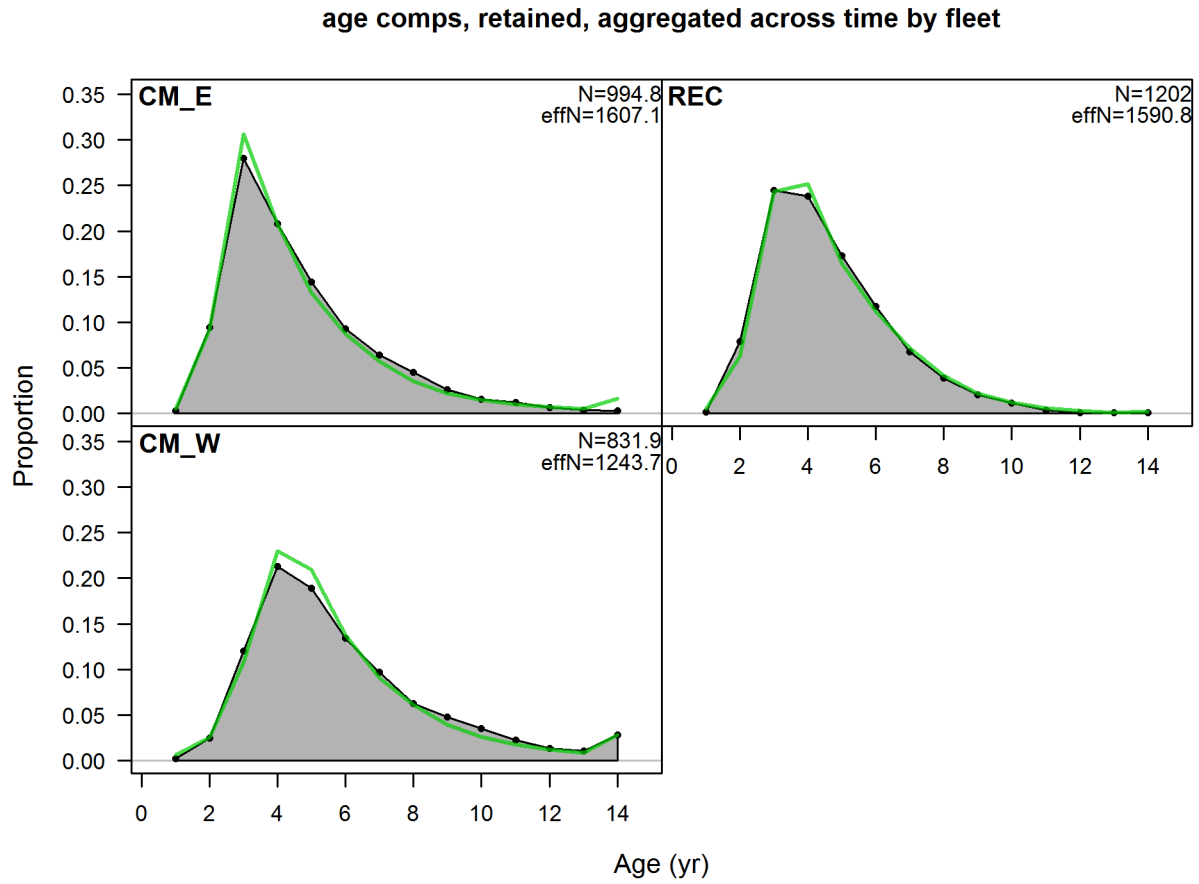 age comps, retained, aggregated across time by fleet
CM_E
N=994.8
effN=1607.1
REC
N=1202
effN=1590.8
0.35
0.30
0.25
0.20
0.15
0.10
0.05
0.00
CM_W
N=831.9
effN=1243.7
0.35
0.30
0.25
0.20
0.15
0.10
0.05
0.00
0 2 4 6 8 10 12 14
0 2 4 6 8 10 12 14
Proportion
Age (yr)